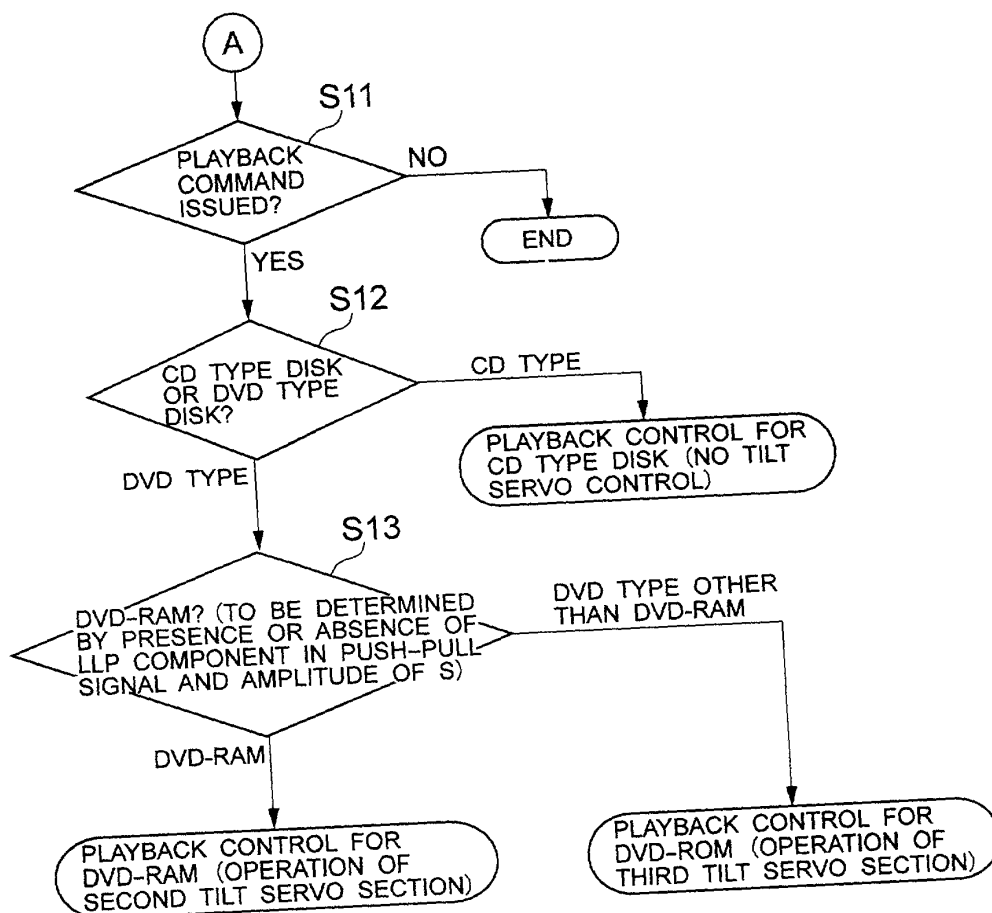 A
S11
PLAYBACK
COMMAND
ISSUED?
NO
END
YES
S12
CD TYPE DISK
OR DVD TYPE
DISK?
CD TYPE
PLAYBACK CONTROL FOR
CD TYPE DISK (NO TILT
SERVO CONTROL)
DVD TYPE
S13
DVD-RAM? (TO BE DETERMINED
BY PRESENCE OR ABSENCE OF
LLP COMPONENT IN PUSH-PULL
SIGNAL AND AMPLITUDE OF S)
DVD TYPE OTHER
THAN DVD-RAM
DVD-RAM
PLAYBACK CONTROL FOR
DVD-RAM (OPERATION OF
SECOND TILT SERVO SECTION)
PLAYBACK CONTROL FOR
DVD-ROM (OPERATION OF
THIRD TILT SERVO SECTION)